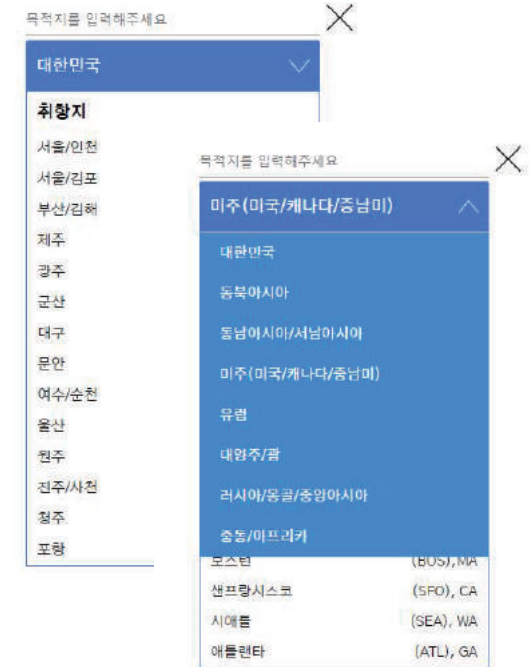 목적지를 입력해주세요
대한민국
취항지
서울/인천
서울/김포
부산/김해
제주
광주
군산
대구
문안
여수/순천
울산
원주
진주/사천
청주
포항
목적지를 입력해주세요
미주(미국/캐나다/중남미)
대한민국
동북아시아
동남아시아/서남아시아
미주(미국/캐나다/중남미)
유럽
대양주/괌
러시아/몽골/중앙아시아
중동/아프리카
보스턴 (BOS), MA
샌프랑시스코 (SFO), CA
시애틀 (SEA), WA
애틀랜타 (ATL), GA